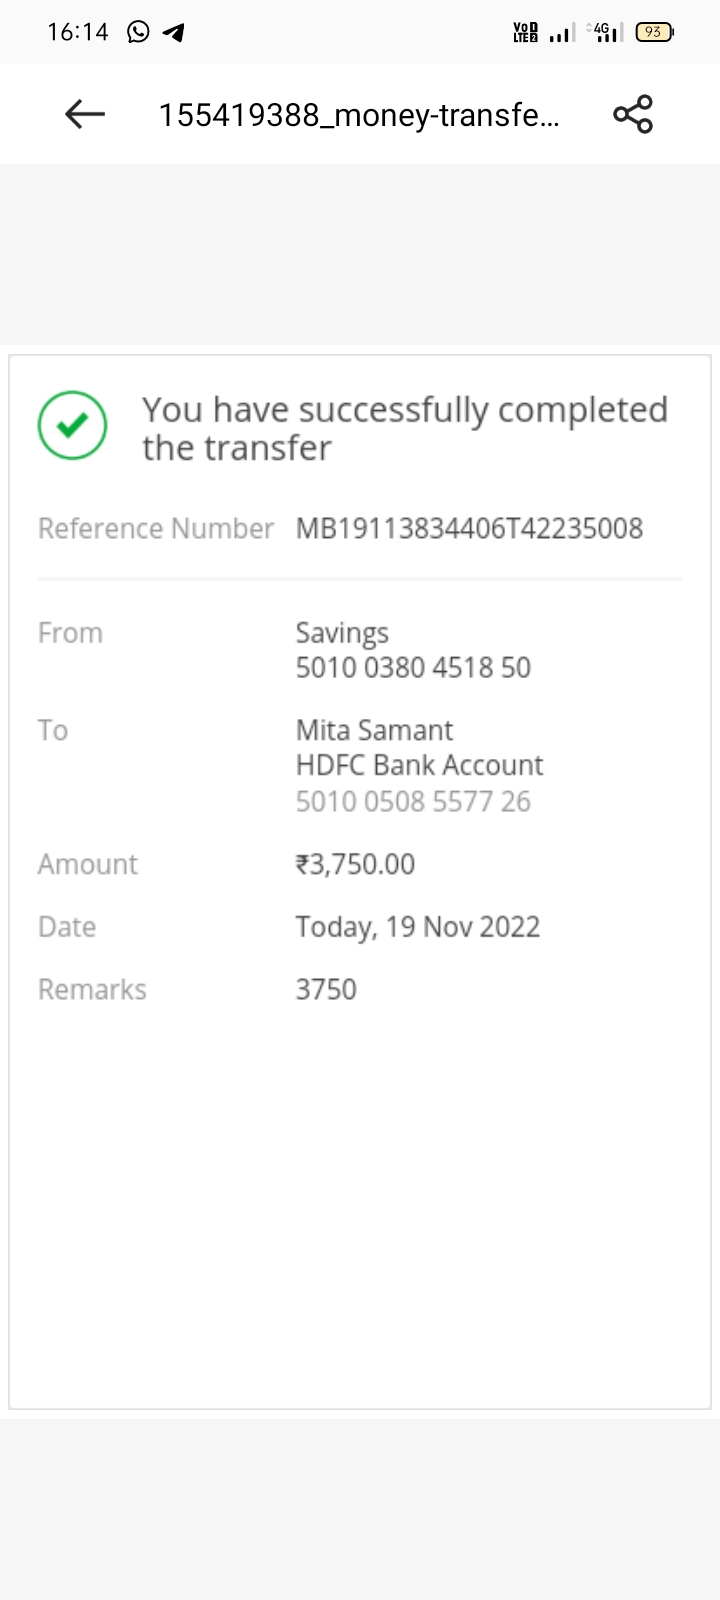 16:14 VoD LTE2 4G 93
155419388_money-transfe...
You have successfully completed
the transfer
Reference Number MB19113834406T42235008
From Savings
5010 0380 4518 50
To Mita Samant
HDFC Bank Account
5010 0508 5577 26
Amount ₹3,750.00
Date Today, 19 Nov 2022
Remarks 3750